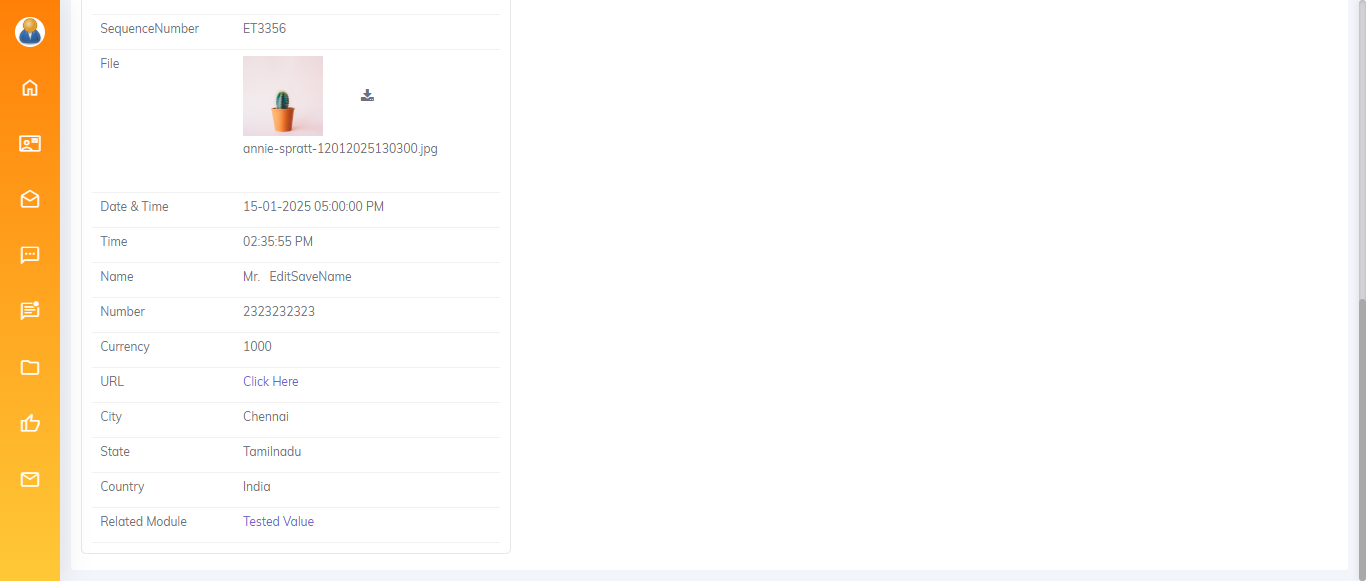 SequenceNumber ET3356
File
annie-spratt-12012025130300.jpg
Date & Time 15-01-2025 05:00:00 PM
Time 02:35:55 PM
Name Mr. EditSaveName
Number 2323232323
Currency 1000
URL Click Here
City Chennai
State Tamilnadu
Country India
Related Module Tested Value